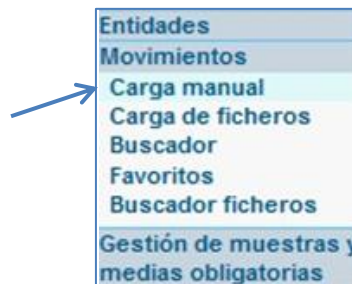 Entidades
Movimientos
Carga manual
Carga de ficheros
Buscador
Favoritos
Buscador ficheros
Gestión de muestras y
medias obligatorias